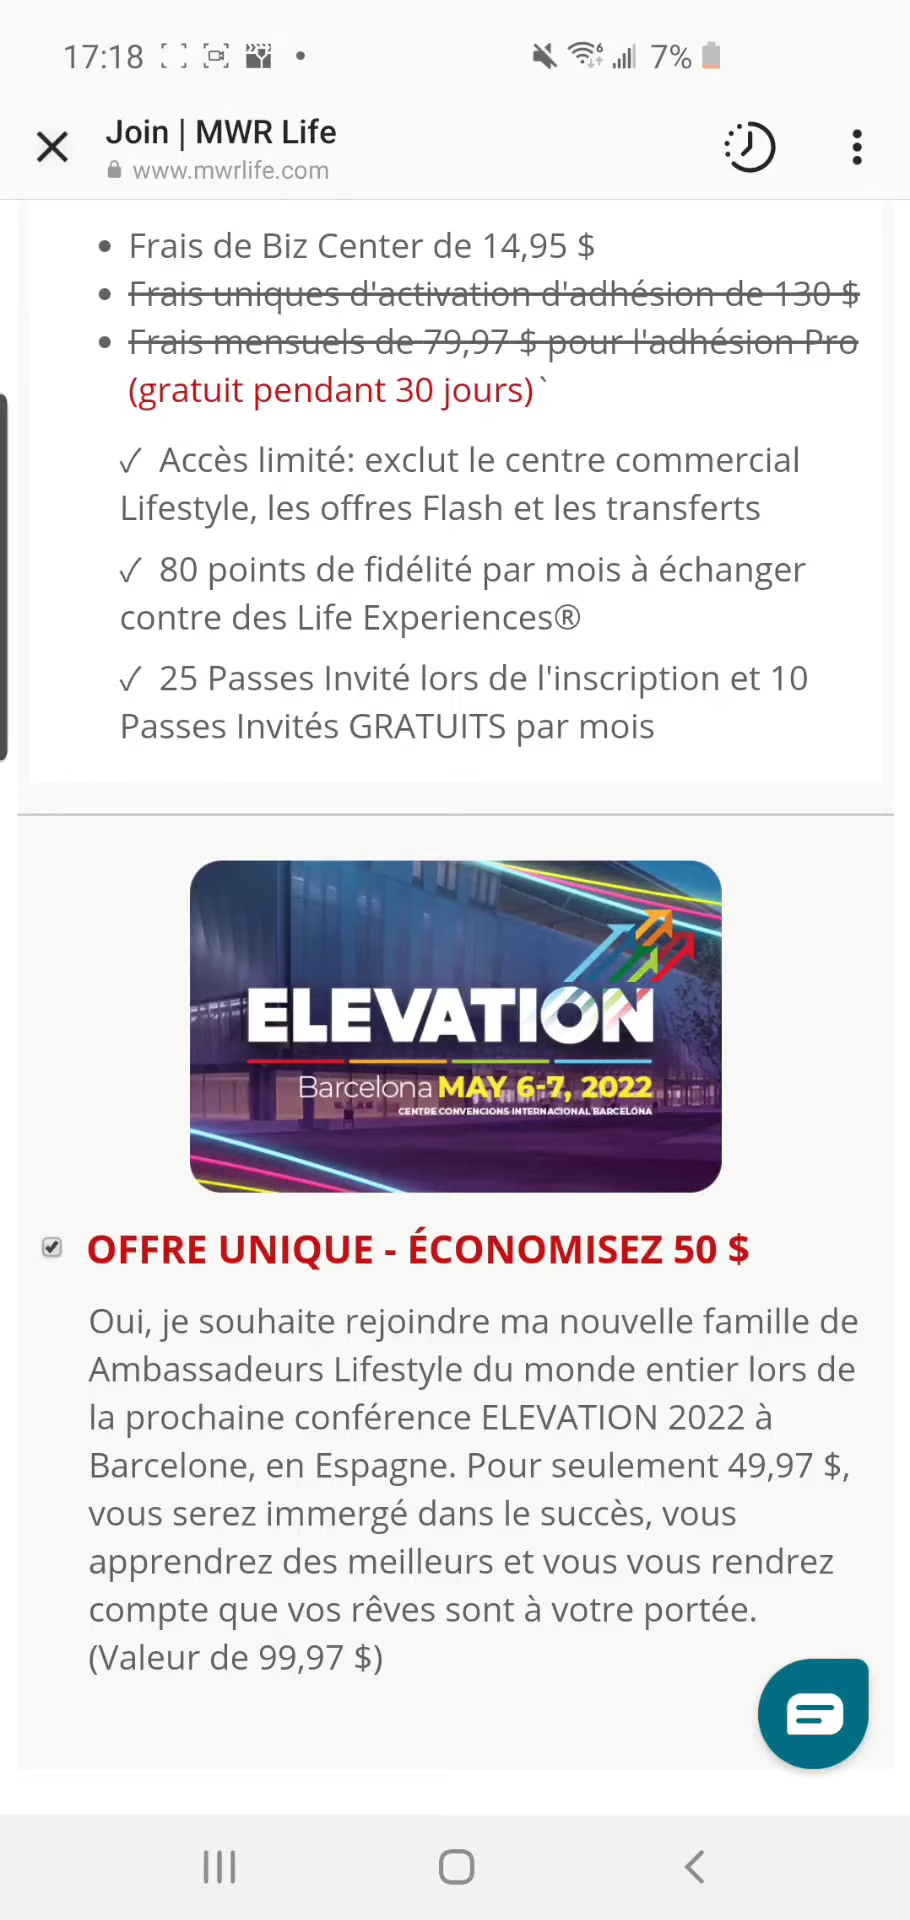 17:18
6
7%
Join | MWR Life
www.mwrlife.com
• Frais de Biz Center de 14,95 $
• Frais uniques d'activation d'adhésion de 130 $
• Frais mensuels de 79,97 $ pour l'adhésion Pro
(gratuit pendant 30 jours)`
✓ Accès limité: exclut le centre commercial
Lifestyle, les offres Flash et les transferts
✓ 80 points de fidélité par mois à échanger
contre des Life Experiences®
✓ 25 Passes Invité lors de l'inscription et 10
Passes Invités GRATUITS par mois
ELEVATION
Barcelona MAY 6-7, 2022
CENTRE CONVENCIONS INTERNACIONAL BARCELONA
OFFRE UNIQUE - ÉCONOMISEZ 50 $
Oui, je souhaite rejoindre ma nouvelle famille de
Ambassadeurs Lifestyle du monde entier lors de
la prochaine conférence ELEVATION 2022 à
Barcelone, en Espagne. Pour seulement 49,97 $,
vous serez immergé dans le succès, vous
apprendrez des meilleurs et vous vous rendrez
compte que vos rêves sont à votre portée.
(Valeur de 99,97 $)